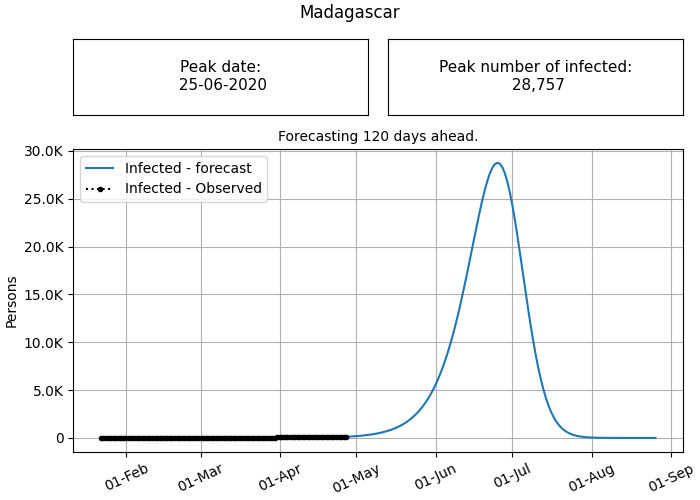 Madagascar
Peak date:
25-06-2020
Peak number of infected:
28,757
Forecasting 120 days ahead.
Infected - forecast
Infected - Observed
Persons
30.0K
25.0K
20.0K
15.0K
10.0K
5.0K
0
01-Feb
01-Mar
01-Apr
01-May
01-Jun
01-Jul
01-Aug
01-Sep